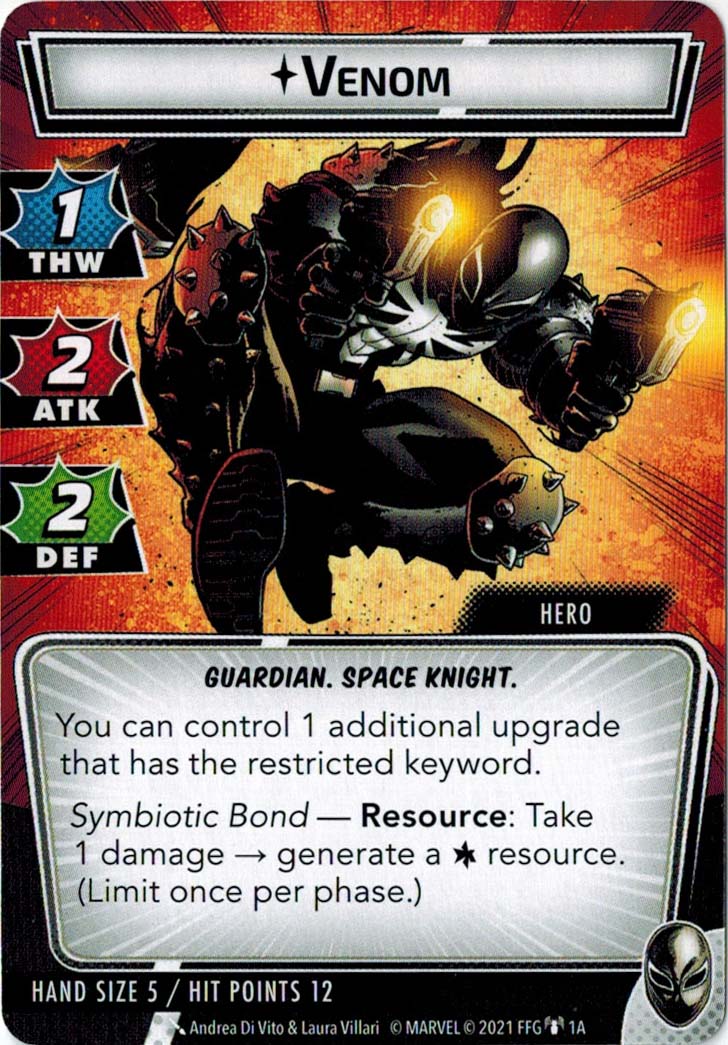 VENOM
1
THW
2
ATK
2
DEF
HERO
GUARDIAN. SPACE KNIGHT.
You can control 1 additional upgrade
that has the restricted keyword.
Symbiotic Bond — Resource: Take
1 damage → generate a ★ resource.
(Limit once per phase.)
HAND SIZE 5 / HIT POINTS 12
Andrea Di Vito & Laura Villari © MARVEL © 2021 FFG 1A